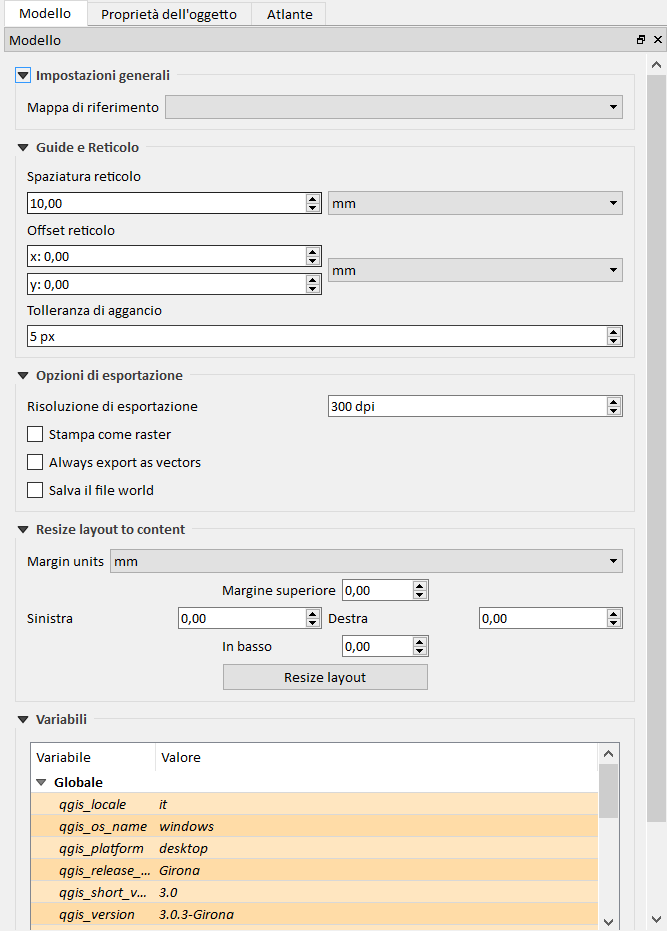 Modello Proprietà dell'oggetto Atlante
Modello
Impostazioni generali
Mappa di riferimento
Guide e Reticolo
Spaziatura reticolo
10,00 mm
Offset reticolo
x: 0,00
mm
y: 0,00
Tolleranza di aggancio
5 px
Opzioni di esportazione
Risoluzione di esportazione 300 dpi
Stampa come raster
Always export as vectors
Salva il file world
Resize layout to content
Margin units mm
Margine superiore 0,00
Sinistra 0,00 Destra 0,00
In basso 0,00
Resize layout
Variabili
Variabile Valore
Globale
qgis_locale it
qgis_os_name windows
qgis_platform desktop
qgis_release_... Girona
qgis_short_v... 3.0
qgis_version 3.0.3-Girona